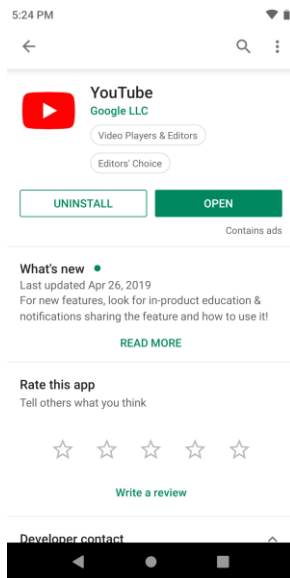 5:24 PM
YouTube
Google LLC
Video Players & Editors
Editors' Choice
UNINSTALL
OPEN
Contains ads
What's new
Last updated Apr 26, 2019
For new features, look for in-product education &
notifications sharing the feature and how to use it!
READ MORE
Rate this app
Tell others what you think
Write a review
Developer contact